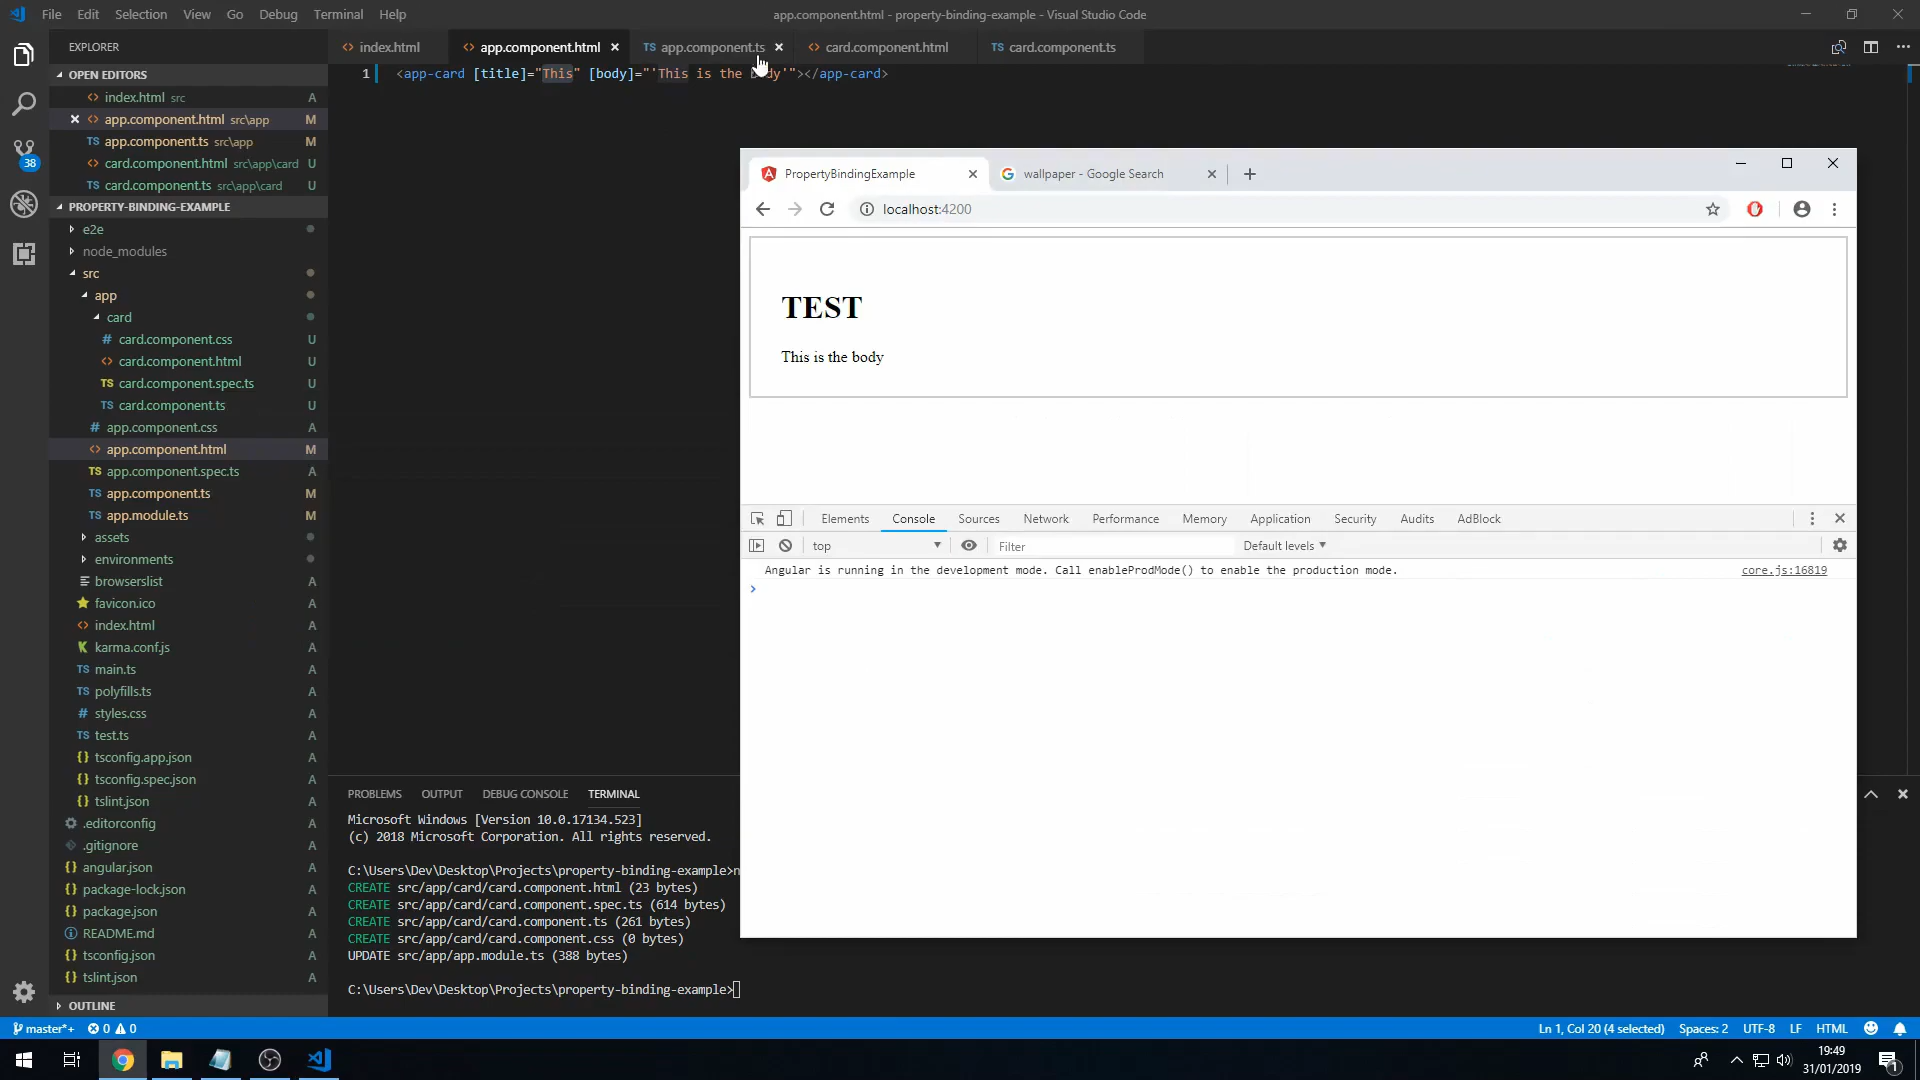 File Edit Selection View Go Debug Terminal Help
app.component.html - property-binding-example - Visual Studio Code
EXPLORER
index.html
app.component.html
TS app.component.ts
card.component.html
TS card.component.ts
OPEN EDITORS
index.html src A
app.component.html src\app M
TS app.component.ts src\app M
card.component.html src\app\card U
TS card.component.ts src\app\card U
PROPERTY-BINDING-EXAMPLE
e2e
node_modules
src
app
card
# card.component.css U
card.component.html U
TS card.component.spec.ts U
TS card.component.ts U
# app.component.css A
app.component.html M
TS app.component.spec.ts A
TS app.component.ts M
TS app.module.ts M
assets
environments
browserslist A
favicon.ico A
index.html A
karma.conf.js A
TS main.ts A
TS polyfills.ts A
# styles.css A
TS test.ts A
{} tsconfig.app.json A
{} tsconfig.spec.json A
{} tslint.json A
.editorconfig A
.gitignore A
{} angular.json A
{} package-lock.json A
{} package.json A
README.md A
{} tsconfig.json A
{} tslint.json A
OUTLINE
38
1 <app-card [title]="This" [body]="'This is the body'"></app-card>
PropertyBindingExample
wallpaper - Google Search
localhost:4200
TEST
This is the body
Elements Console Sources Network Performance Memory Application Security Audits AdBlock
top Filter Default levels
Angular is running in the development mode. Call enableProdMode() to enable the production mode. core.js:16819
PROBLEMS OUTPUT DEBUG CONSOLE TERMINAL
Microsoft Windows [Version 10.0.17134.523]
(c) 2018 Microsoft Corporation. All rights reserved.
C:\Users\Dev\Desktop\Projects\property-binding-example>n
CREATE src/app/card/card.component.html (23 bytes)
CREATE src/app/card/card.component.spec.ts (614 bytes)
CREATE src/app/card/card.component.ts (261 bytes)
CREATE src/app/card/card.component.css (0 bytes)
UPDATE src/app/app.module.ts (388 bytes)
C:\Users\Dev\Desktop\Projects\property-binding-example>
master*+ 0 0
Ln 1, Col 20 (4 selected) Spaces: 2 UTF-8 LF HTML
19:49
31/01/2019
1